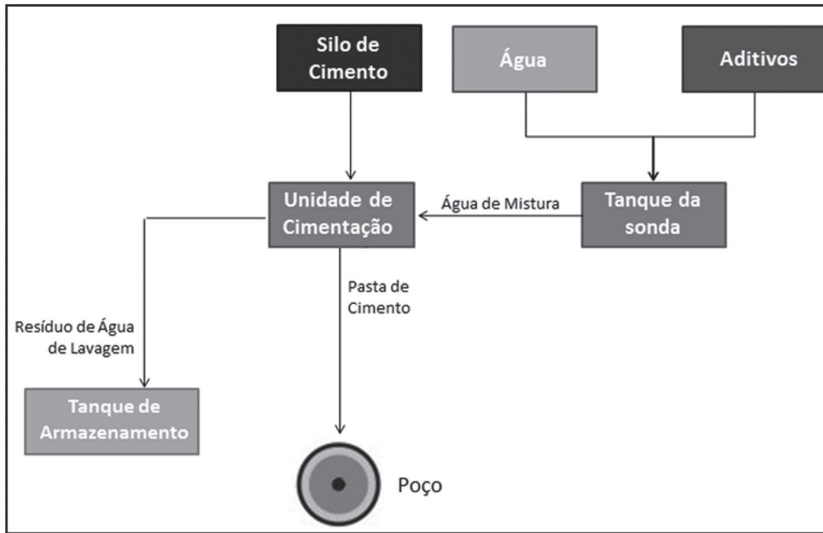 Silo de
Cimento
Água
Aditivos
Unidade de
Cimentação
Água de Mistura
Tanque da
sonda
Pasta de
Cimento
Resíduo de Água
de Lavagem
Tanque de
Armazenamento
Poço